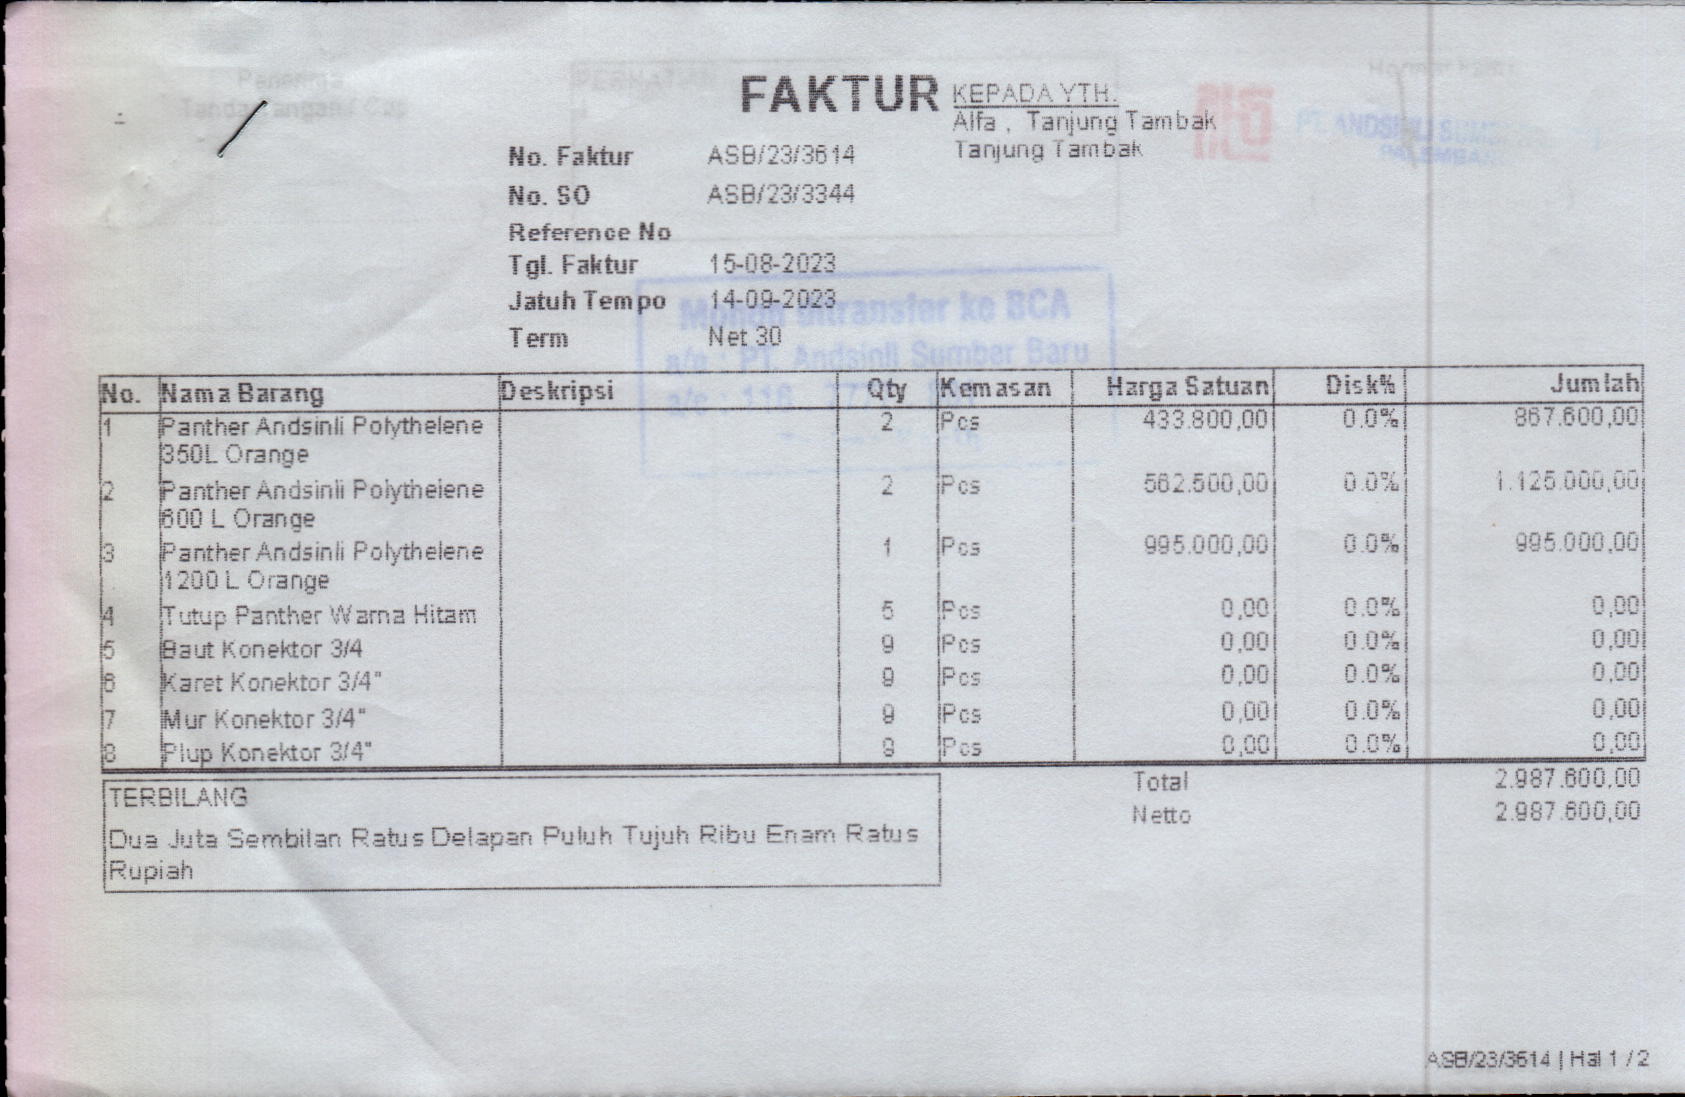 FAKTUR
KEPADA YTH.
Alfa , Tanjung Tambak
Tanjung Tambak
No. Faktur ASB/23/3614
No. SO ASB/23/3344
Reference No
Tgl. Faktur 15-08-2023
Jatuh Tempo 14-09-2023
Term Net 30
Mohon ditransfer ke BCA
a/n : PT. Andsinli Sumber Baru
PT. ANDSINLI SUMBER
PALEMBANG
No. Nama Barang Deskripsi Qty Kemasan Harga Satuan Disk% Jumlah
1 Panther Andsinli Polythelene 2 Pcs 433.800,00 0.0% 867.600,00
350L Orange
2 Panther Andsinli Polythelene 2 Pcs 562.500,00 0.0% 1.125.000,00
600 L Orange
3 Panther Andsinli Polythelene 1 Pcs 995.000,00 0.0% 995.000,00
1200 L Orange
4 Tutup Panther Warna Hitam 5 Pcs 0,00 0.0% 0,00
5 Baut Konektor 3/4 9 Pcs 0,00 0.0% 0,00
6 Karet Konektor 3/4" 9 Pcs 0,00 0.0% 0,00
7 Mur Konektor 3/4" 9 Pcs 0,00 0.0% 0,00
8 Plup Konektor 3/4" 9 Pcs 0,00 0.0% 0,00
TERBILANG
Dua Juta Sembilan Ratus Delapan Puluh Tujuh Ribu Enam Ratus
Rupiah
Total 2.987.600,00
Netto 2.987.600,00
ASB/23/3614 | Hal 1 / 2